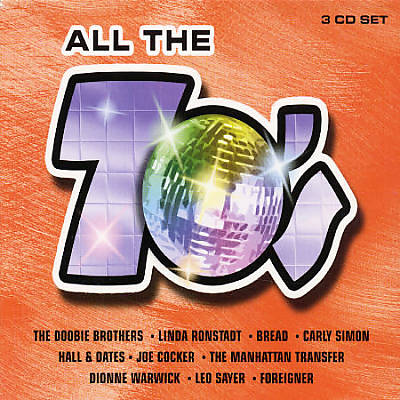 3 CD SET
ALL THE
70's
THE DOOBIE BROTHERS • LINDA RONSTADT • BREAD • CARLY SIMON
HALL & OATES • JOE COCKER • THE MANHATTAN TRANSFER
DIONNE WARWICK • LEO SAYER • FOREIGNER